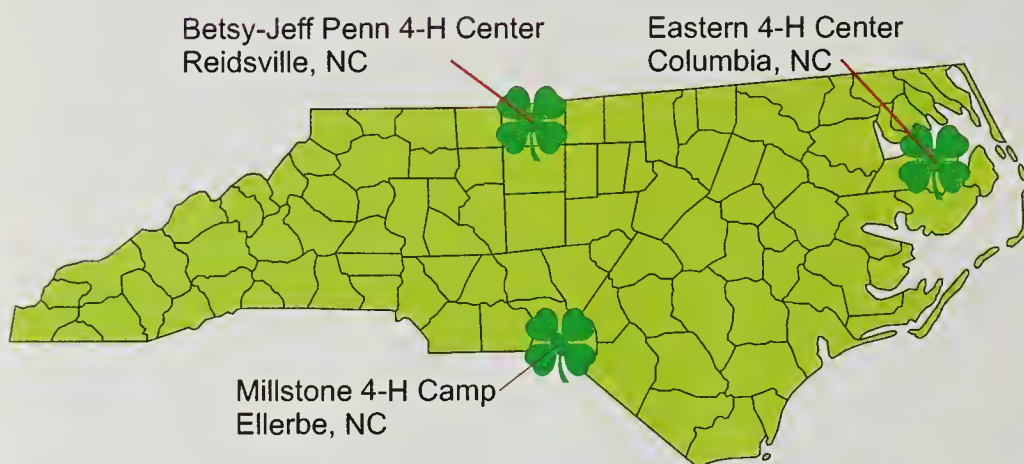 Betsy-Jeff Penn 4-H Center
Reidsville, NC
Eastern 4-H Center
Columbia, NC
Millstone 4-H Camp
Ellerbe, NC